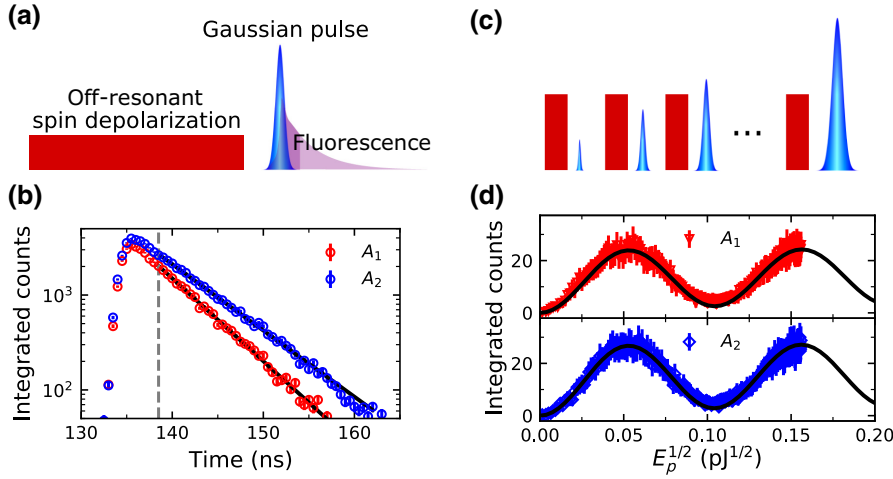 (a)
Gaussian pulse
Off-resonant
spin depolarization
Fluorescence
(b)
Integrated counts
10³
10²
A₁
A₂
130 140 150 160
Time (ns)
(c)
...
(d)
Integrated counts
20
0
A₁
20
0
A₂
0.00 0.05 0.10 0.15 0.20
E_p^{1/2} (pJ^{1/2})